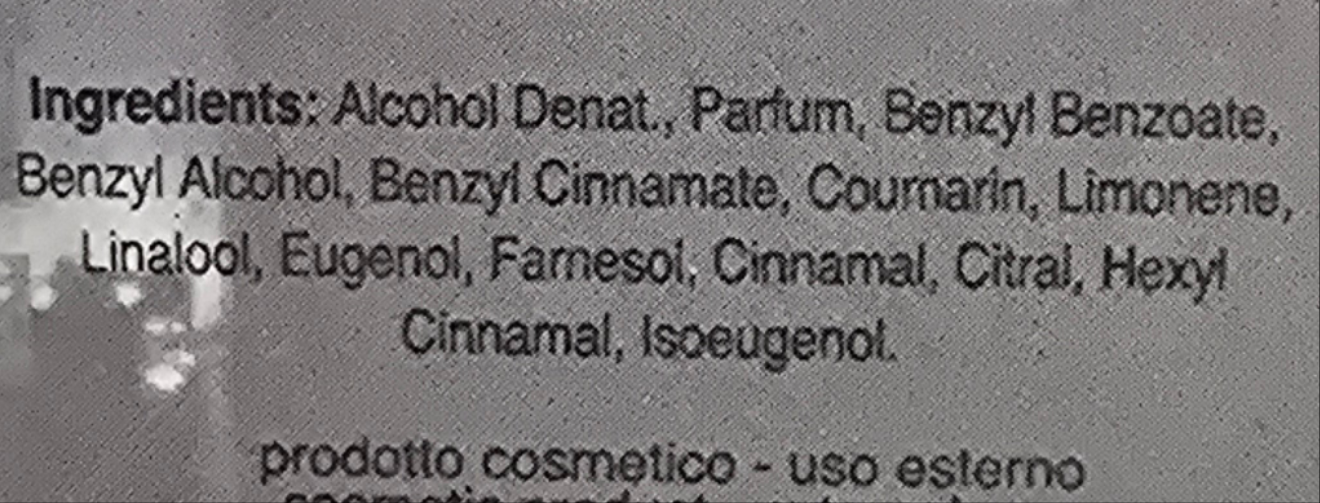 Ingredients: Alcohol Denat., Parfum, Benzyl Benzoate,
Benzyl Alcohol, Benzyl Cinnamate, Coumarin, Limonene,
Linalool, Eugenol, Farnesol, Cinnamal, Citral, Hexyl
Cinnamal, Isoeugenol.
prodotto cosmetico - uso esterno